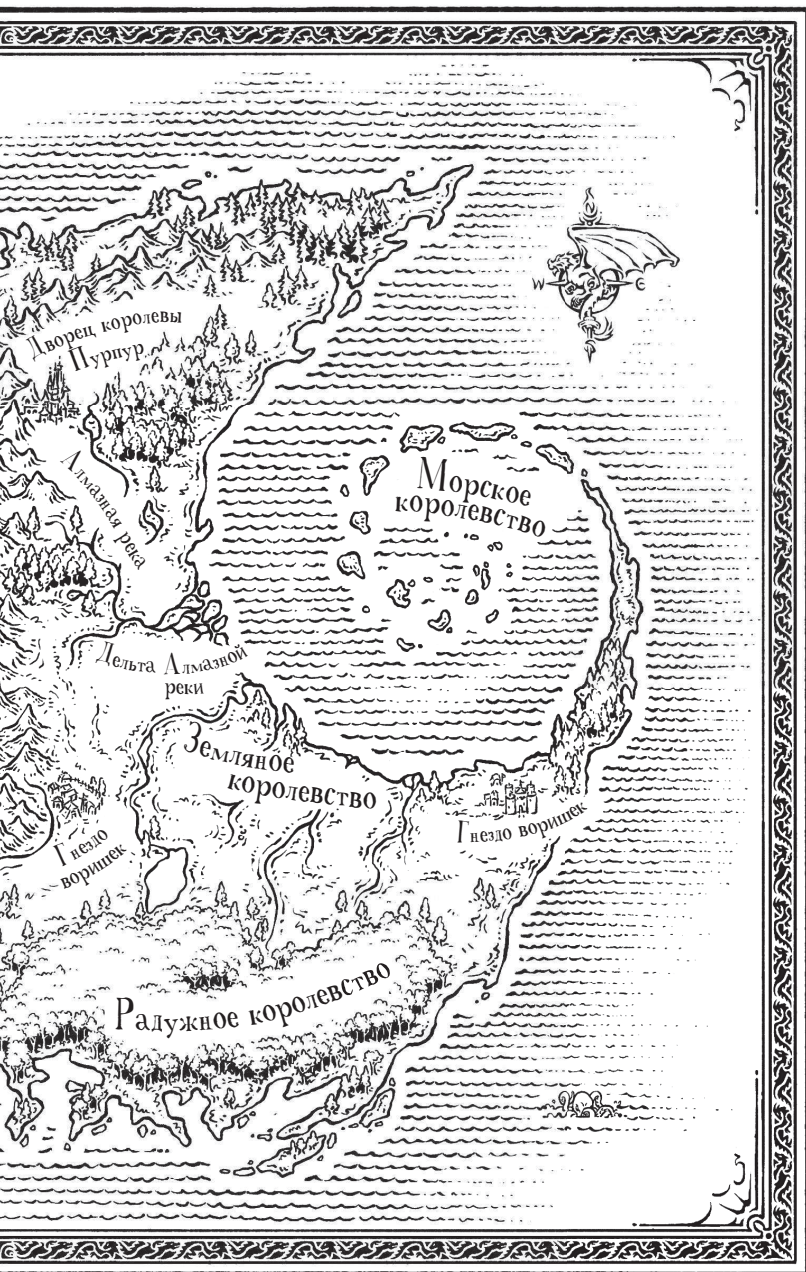 N
W
E
Дворец королевы
Пурпур
Алмазная река
Морское
королевство
Дельта Алмазной
реки
Земляное
королевство
Гнездо воришек
Гнездо
воришек
Радужное королевство